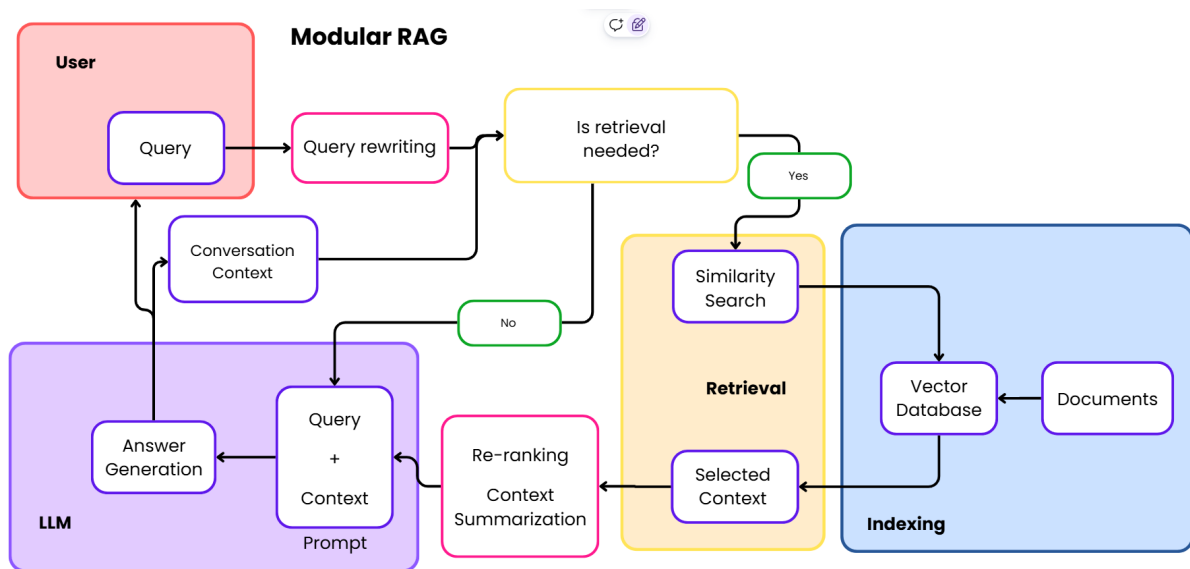 Modular RAG
User
Query
Query rewriting
Is retrieval
needed?
Yes
Conversation
Context
No
Similarity
Search
Retrieval
Vector
Database
Documents
Indexing
Selected
Context
Re-ranking
Context
Summarization
Query
+
Context
Prompt
Answer
Generation
LLM